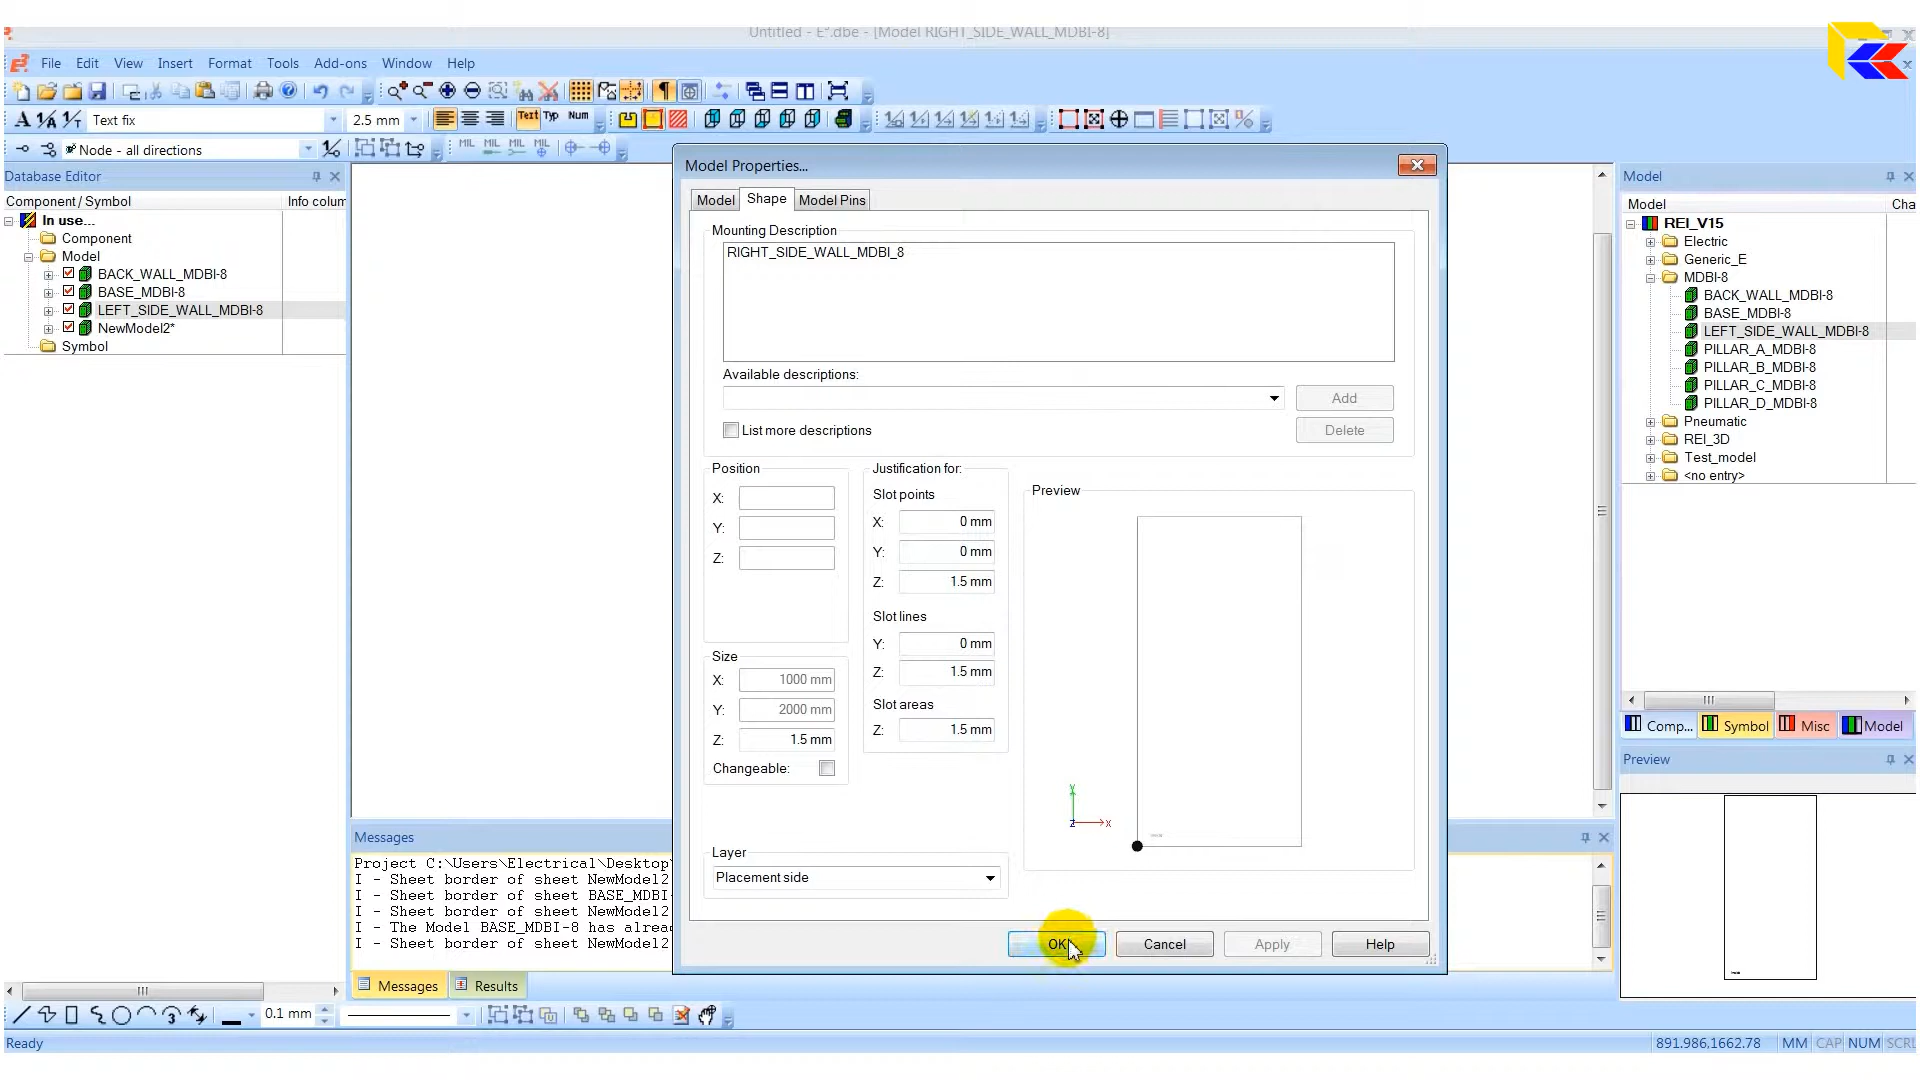 Untitled - E³.dbe - [Model RIGHT_SIDE_WALL_MDBI-8]
File Edit View Insert Format Tools Add-ons Window Help
Text fix 2.5 mm Text Typ Num
Node - all directions MIL MIL MIL MIL
Database Editor
Component/Symbol Info colum
In use...
Component
Model
BACK_WALL_MDBI-8
BASE_MDBI-8
LEFT_SIDE_WALL_MDBI-8
NewModel2*
Symbol
Model Properties...
Model Shape Model Pins
Mounting Description
RIGHT_SIDE_WALL_MDBI_8
Available descriptions:
Add
List more descriptions
Delete
Position
X:
Y:
Z:
Size
X: 1000 mm
Y: 2000 mm
Z: 1.5 mm
Changeable:
Justification for:
Slot points
X: 0 mm
Y: 0 mm
Z: 1.5 mm
Slot lines
Y: 0 mm
Z: 1.5 mm
Slot areas
Z: 1.5 mm
Layer
Placement side
Preview
Y
Z X
OK Cancel Apply Help
Messages
Project C:\Users\Electrical\Desktop\
I - Sheet border of sheet NewModel2
I - Sheet border of sheet BASE_MDBI-
I - Sheet border of sheet NewModel2
I - The Model BASE_MDBI-8 has alread
I - Sheet border of sheet NewModel2
Messages Results
Model
Model Cha
REI_V15
Electric
Generic_E
MDBI-8
BACK_WALL_MDBI-8
BASE_MDBI-8
LEFT_SIDE_WALL_MDBI-8
PILLAR_A_MDBI-8
PILLAR_B_MDBI-8
PILLAR_C_MDBI-8
PILLAR_D_MDBI-8
Pneumatic
REI_3D
Test_model
<no entry>
Comp... Symbol Misc Model
Preview
0.1 mm
Ready 891.986,1662.78 MM CAP NUM SCRL